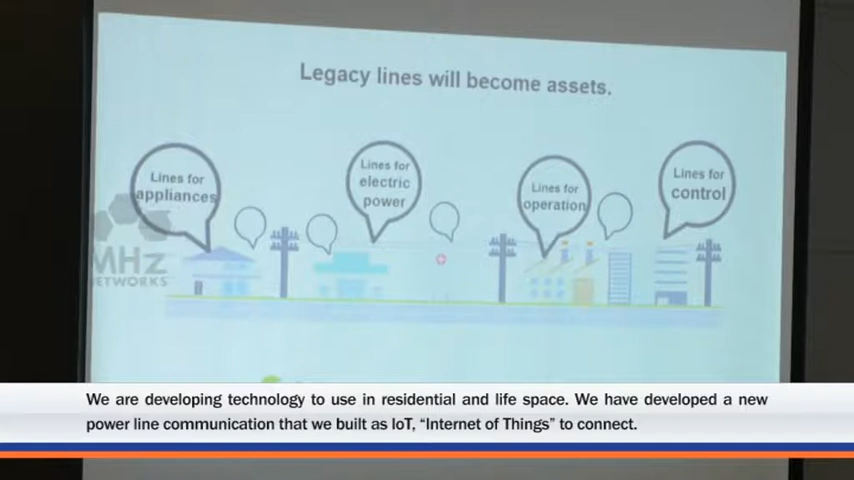 Legacy lines will become assets.
Lines for
appliances
Lines for
electric
power
Lines for
operation
Lines for
control
MHz
NETWORKS
We are developing technology to use in residential and life space. We have developed a new
power line communication that we built as IoT, “Internet of Things” to connect.